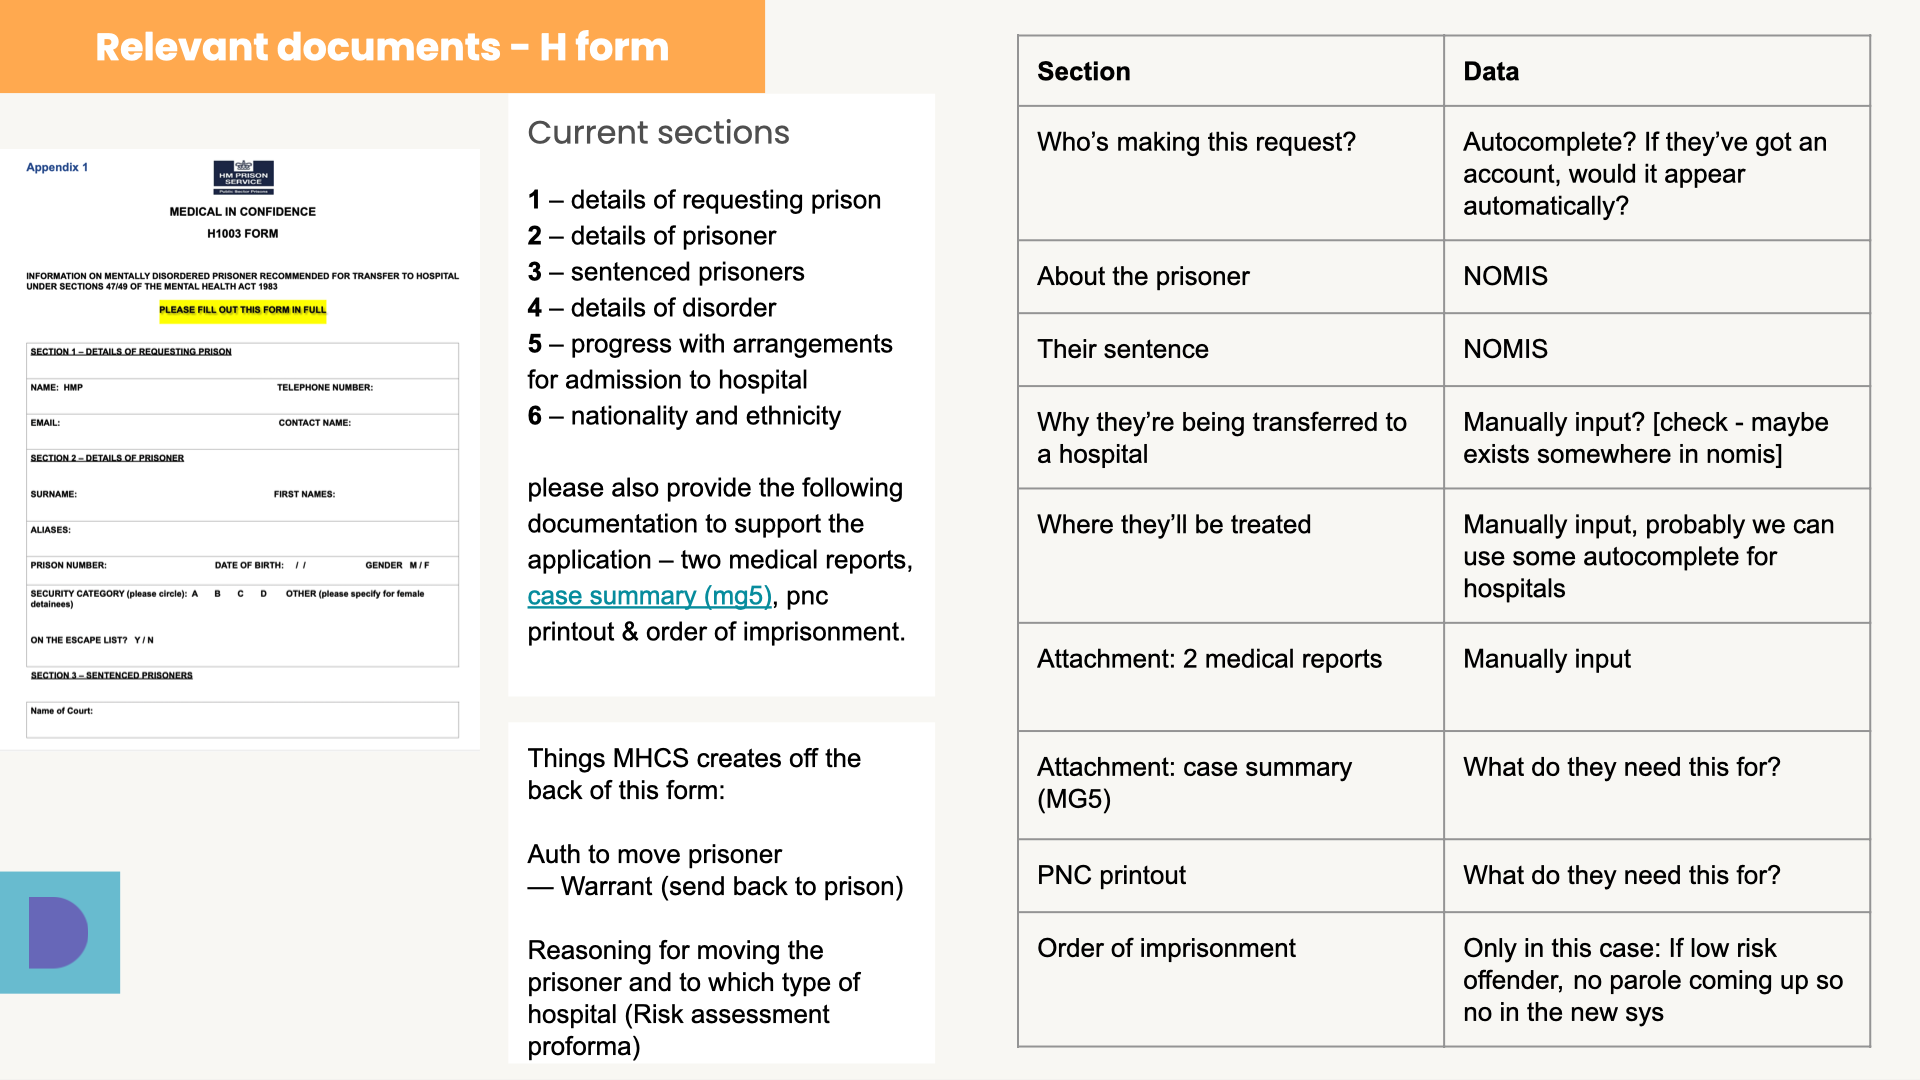 Relevant documents - H form
Appendix 1
HM PRISON
SERVICE
Public Sector Prisons
MEDICAL IN CONFIDENCE
H1003 FORM
INFORMATION ON MENTALLY DISORDERED PRISONER RECOMMENDED FOR TRANSFER TO HOSPITAL
UNDER SECTIONS 47/49 OF THE MENTAL HEALTH ACT 1983
PLEASE FILL OUT THIS FORM IN FULL
SECTION 1 – DETAILS OF REQUESTING PRISON
NAME: HMP TELEPHONE NUMBER:
EMAIL: CONTACT NAME:
SECTION 2 – DETAILS OF PRISONER
SURNAME: FIRST NAMES:
ALIASES:
PRISON NUMBER: DATE OF BIRTH: / / GENDER M / F
SECURITY CATEGORY (please circle): A B C D OTHER (please specify for female
detainees)
ON THE ESCAPE LIST? Y / N
SECTION 3 – SENTENCED PRISONERS
Name of Court:
Current sections
1 – details of requesting prison
2 – details of prisoner
3 – sentenced prisoners
4 – details of disorder
5 – progress with arrangements
for admission to hospital
6 – nationality and ethnicity
please also provide the following
documentation to support the
application – two medical reports,
case summary (mg5), pnc
printout & order of imprisonment.
Things MHCS creates off the
back of this form:
Auth to move prisoner
— Warrant (send back to prison)
Reasoning for moving the
prisoner and to which type of
hospital (Risk assessment
proforma)
Section Data
Who's making this request?
Autocomplete? If they've got an
account, would it appear
automatically?
About the prisoner
NOMIS
Their sentence
NOMIS
Why they're being transferred to
a hospital
Manually input? [check - maybe
exists somewhere in nomis]
Where they'll be treated
Manually input, probably we can
use some autocomplete for
hospitals
Attachment: 2 medical reports
Manually input
Attachment: case summary
(MG5)
What do they need this for?
PNC printout
What do they need this for?
Order of imprisonment
Only in this case: If low risk
offender, no parole coming up so
no in the new sys